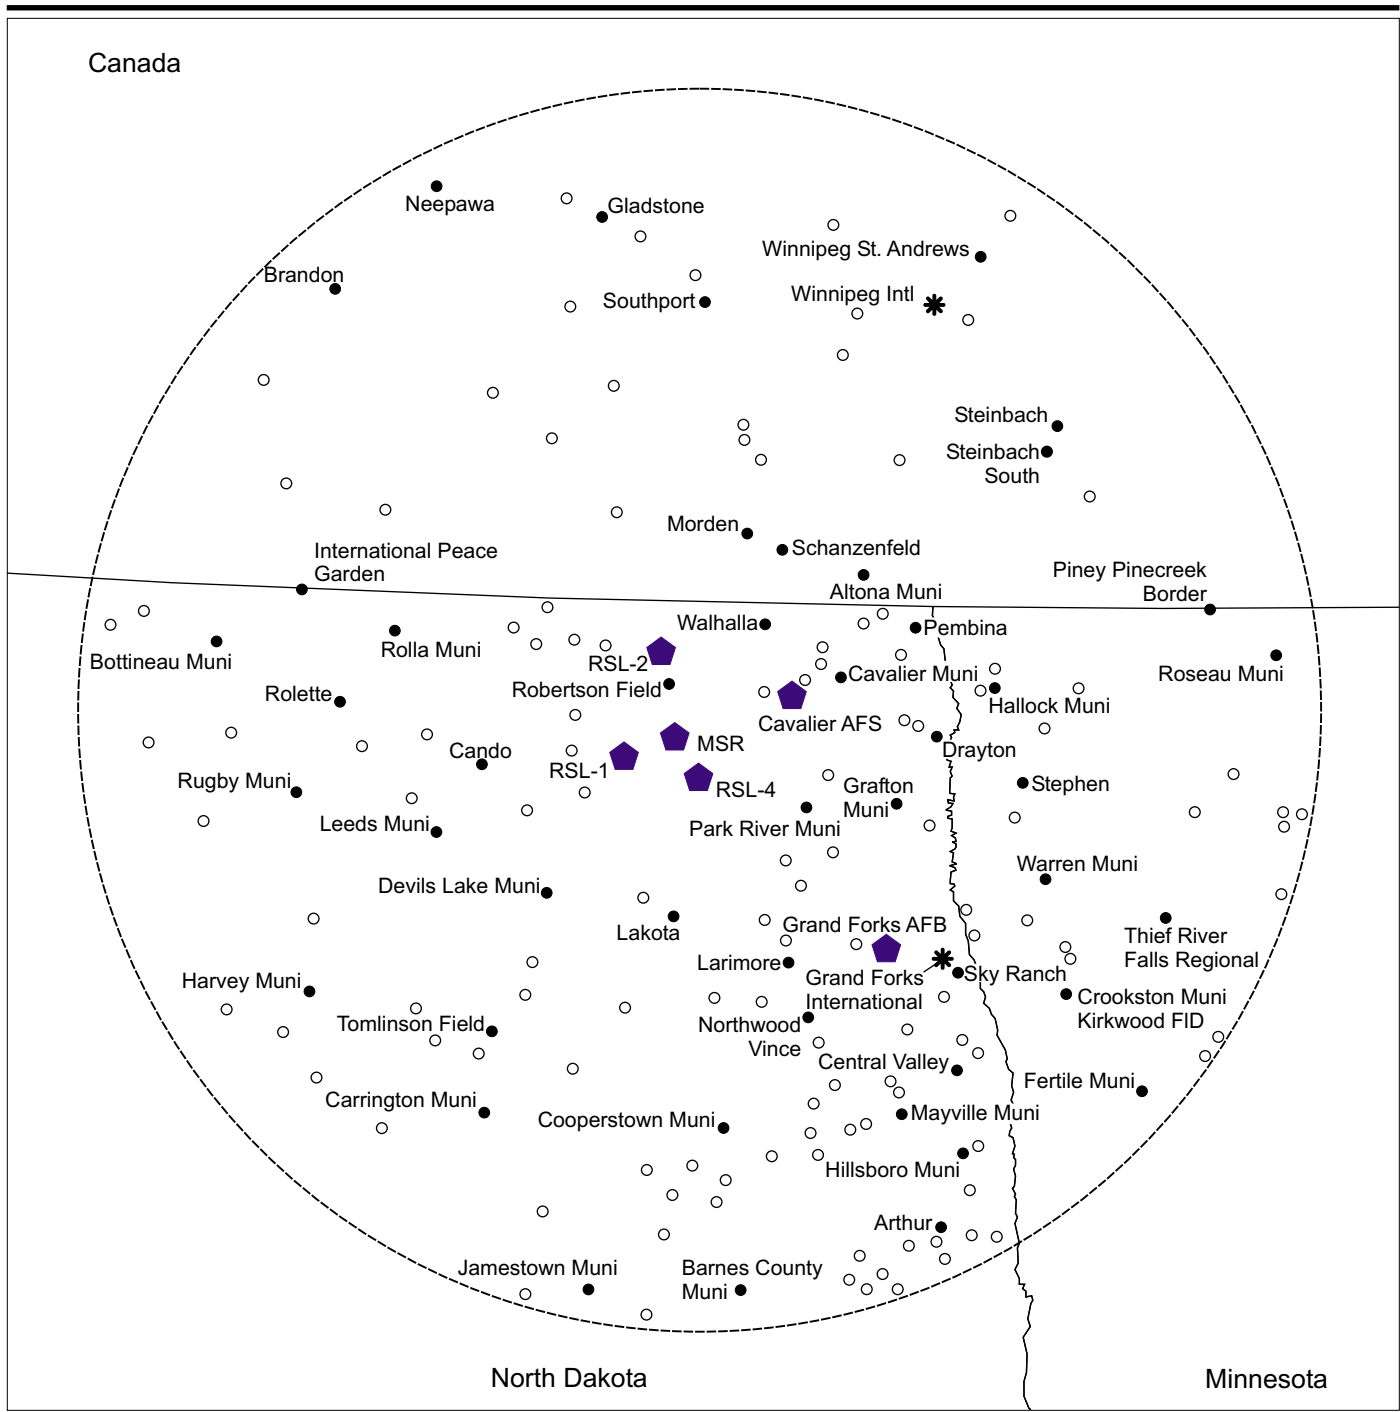 Canada
Neepawa
Gladstone
Winnipeg St. Andrews
Brandon
Southport
Winnipeg Intl
Steinbach
Steinbach
South
Morden
Schanzenfeld
International Peace
Garden
Altona Muni
Piney Pinecreek
Border
Walhalla
Pembina
Bottineau Muni
Rolla Muni
RSL-2
Robertson Field
Cavalier Muni
Roseau Muni
Rolette
Cavalier AFS
Hallock Muni
Cando
MSR
Drayton
RSL-1
RSL-4
Rugby Muni
Grafton
Muni
Stephen
Leeds Muni
Park River Muni
Warren Muni
Devils Lake Muni
Lakota
Grand Forks AFB
Thief River
Falls Regional
Larimore
Grand Forks
International
Sky Ranch
Harvey Muni
Crookston Muni
Kirkwood FID
Tomlinson Field
Northwood
Vince
Central Valley
Fertile Muni
Carrington Muni
Cooperstown Muni
Mayville Muni
Hillsboro Muni
Arthur
Jamestown Muni
Barnes County
Muni
North Dakota
Minnesota